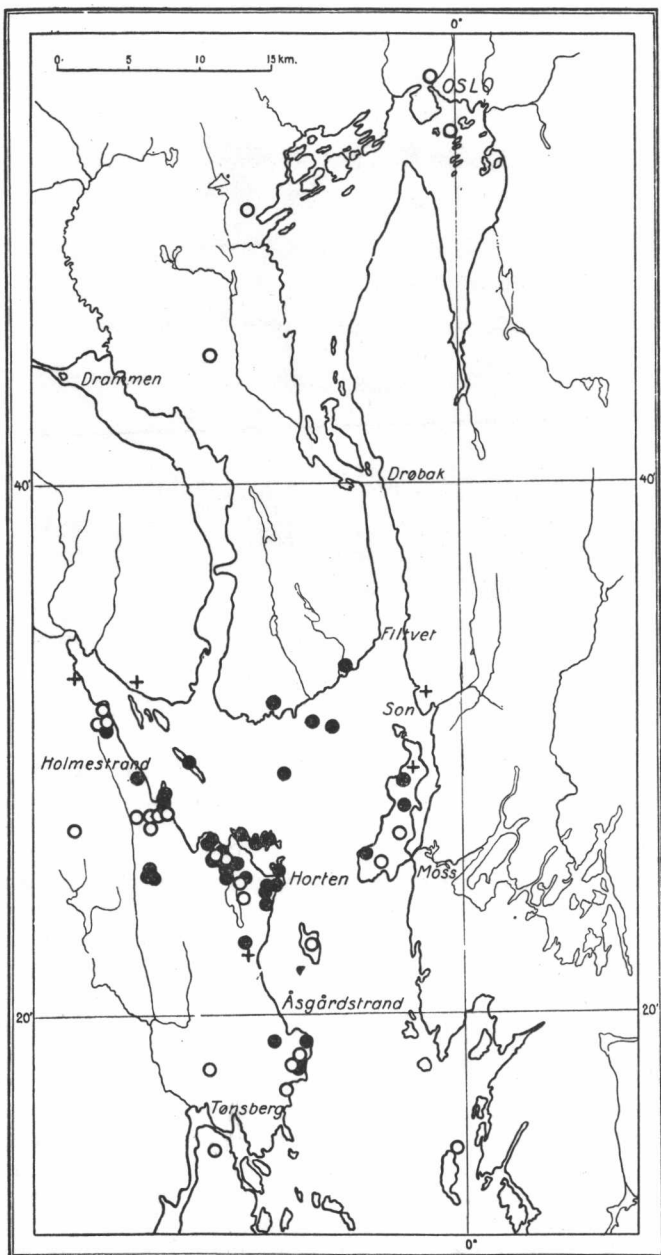 0°
0. 5 10 15 km.
OSLO
Drammen
Drøbak
40' 40'
Filtvet
Son
Holmestrand
Horten
Moss
Åsgårdstrand
20' 20'
Tønsberg
0°